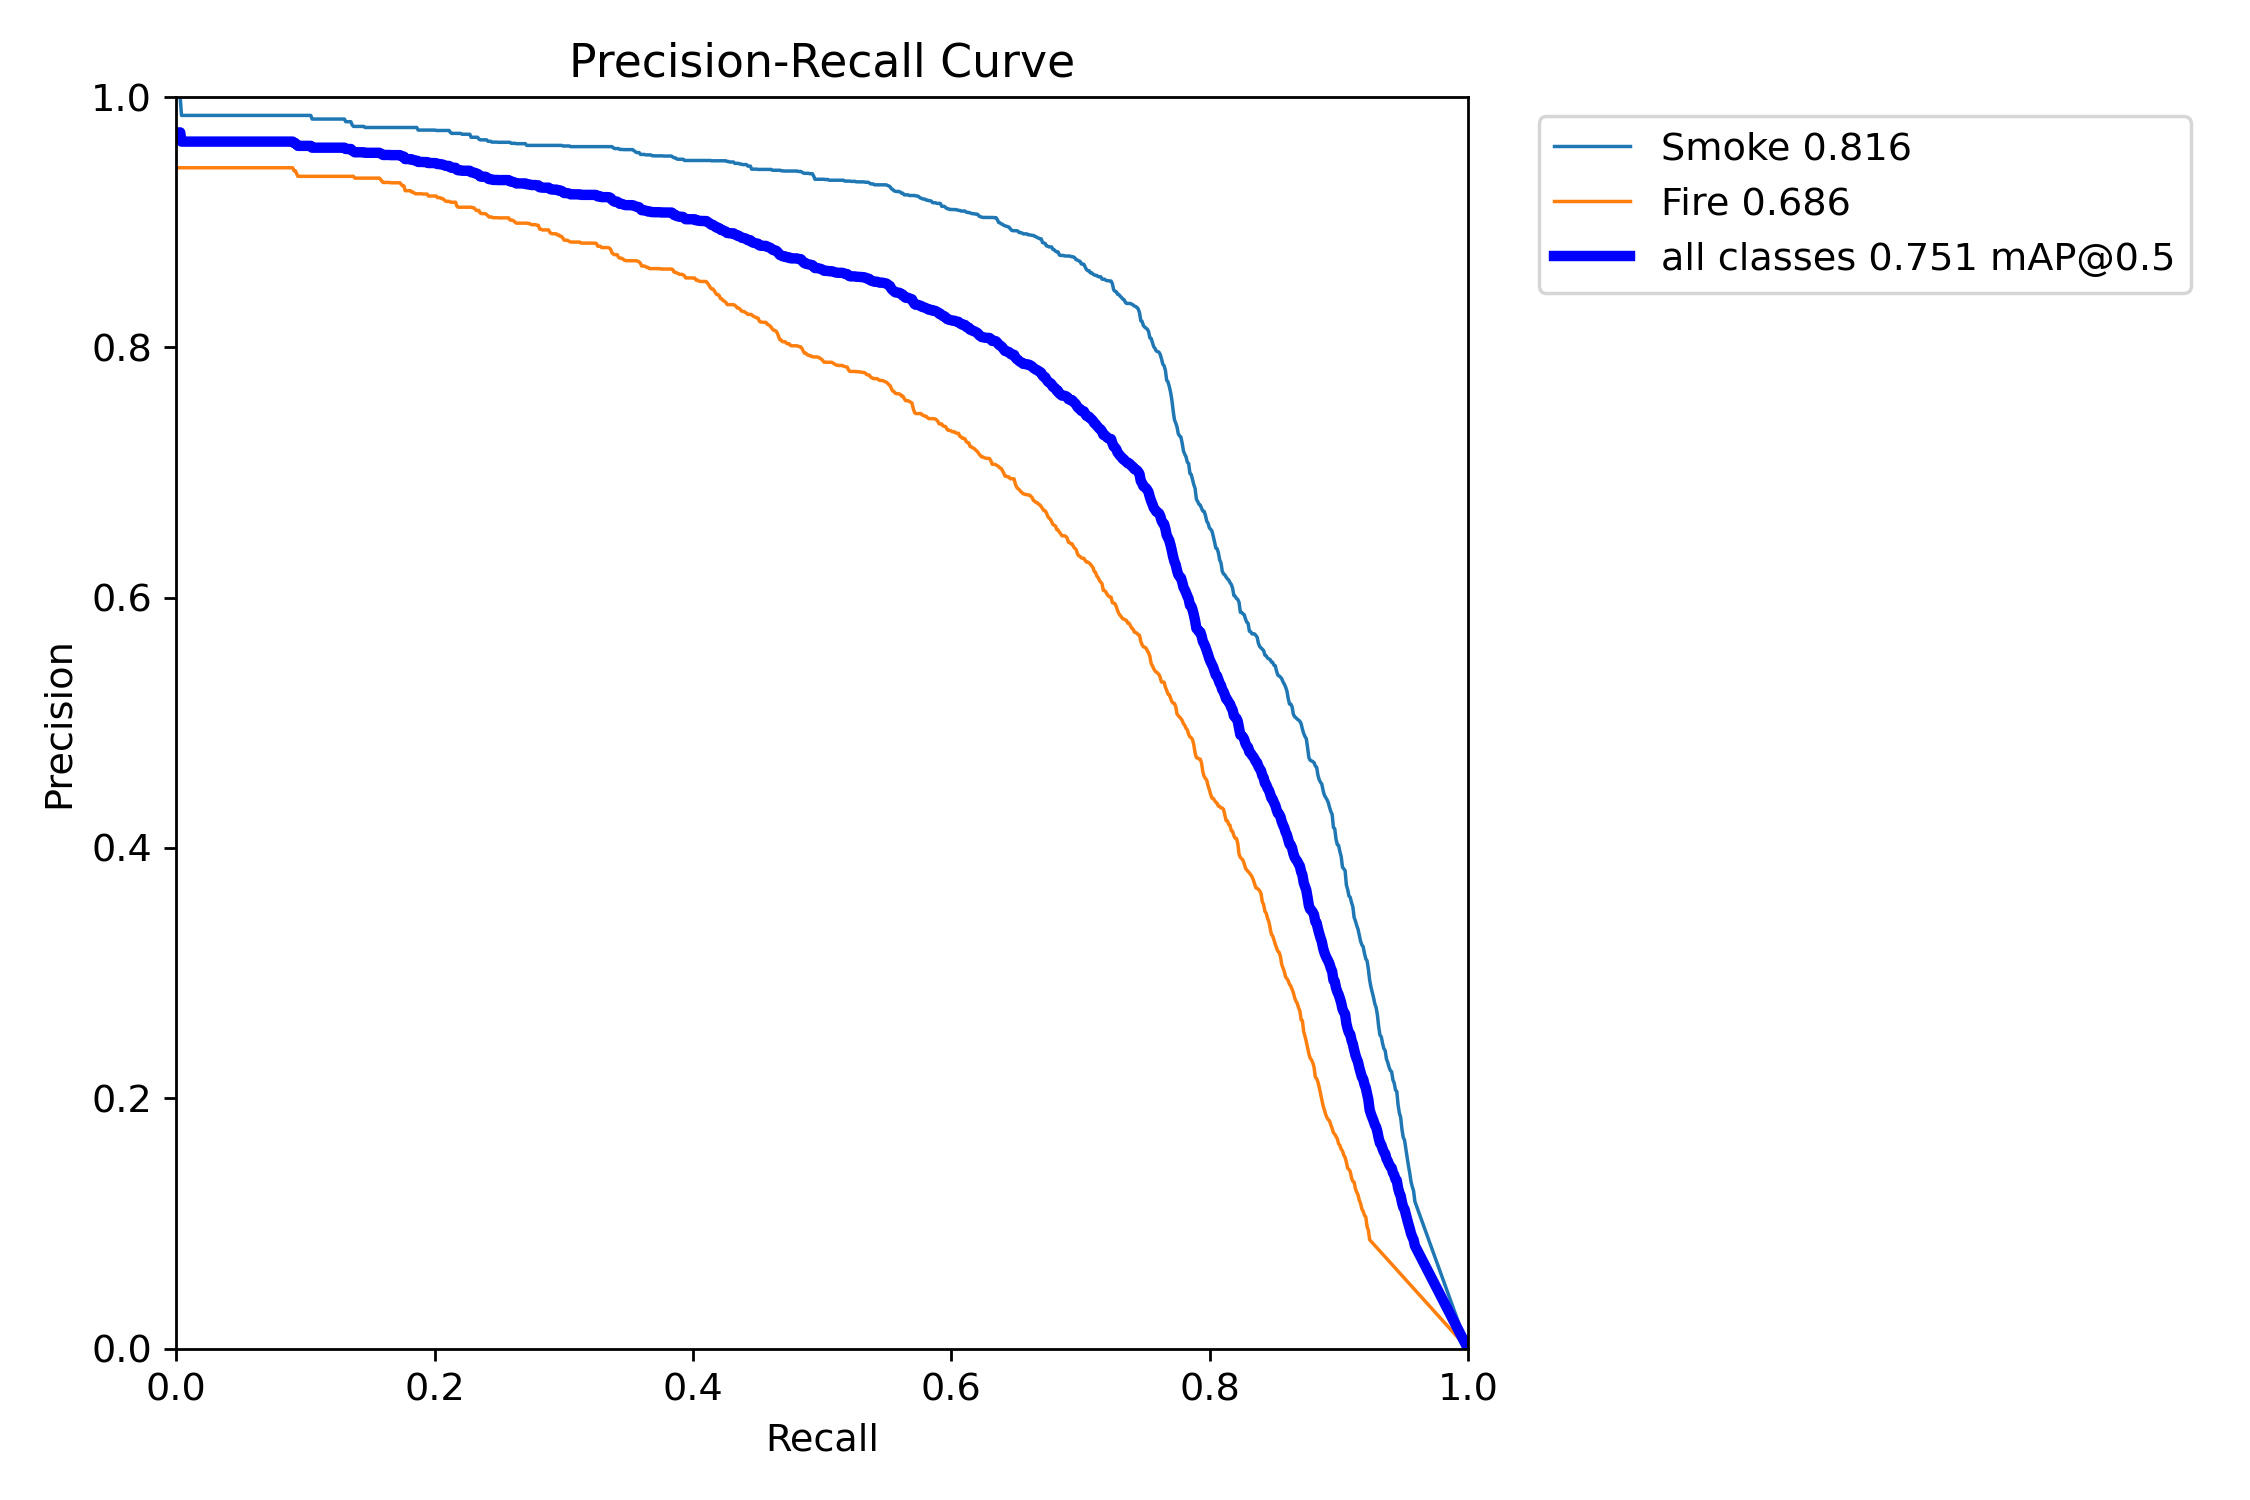 Precision-Recall Curve
1.0
0.8
0.6
0.4
0.2
0.0
Precision
0.0 0.2 0.4 0.6 0.8 1.0
Recall
Smoke 0.816
Fire 0.686
all classes 0.751 mAP@0.5